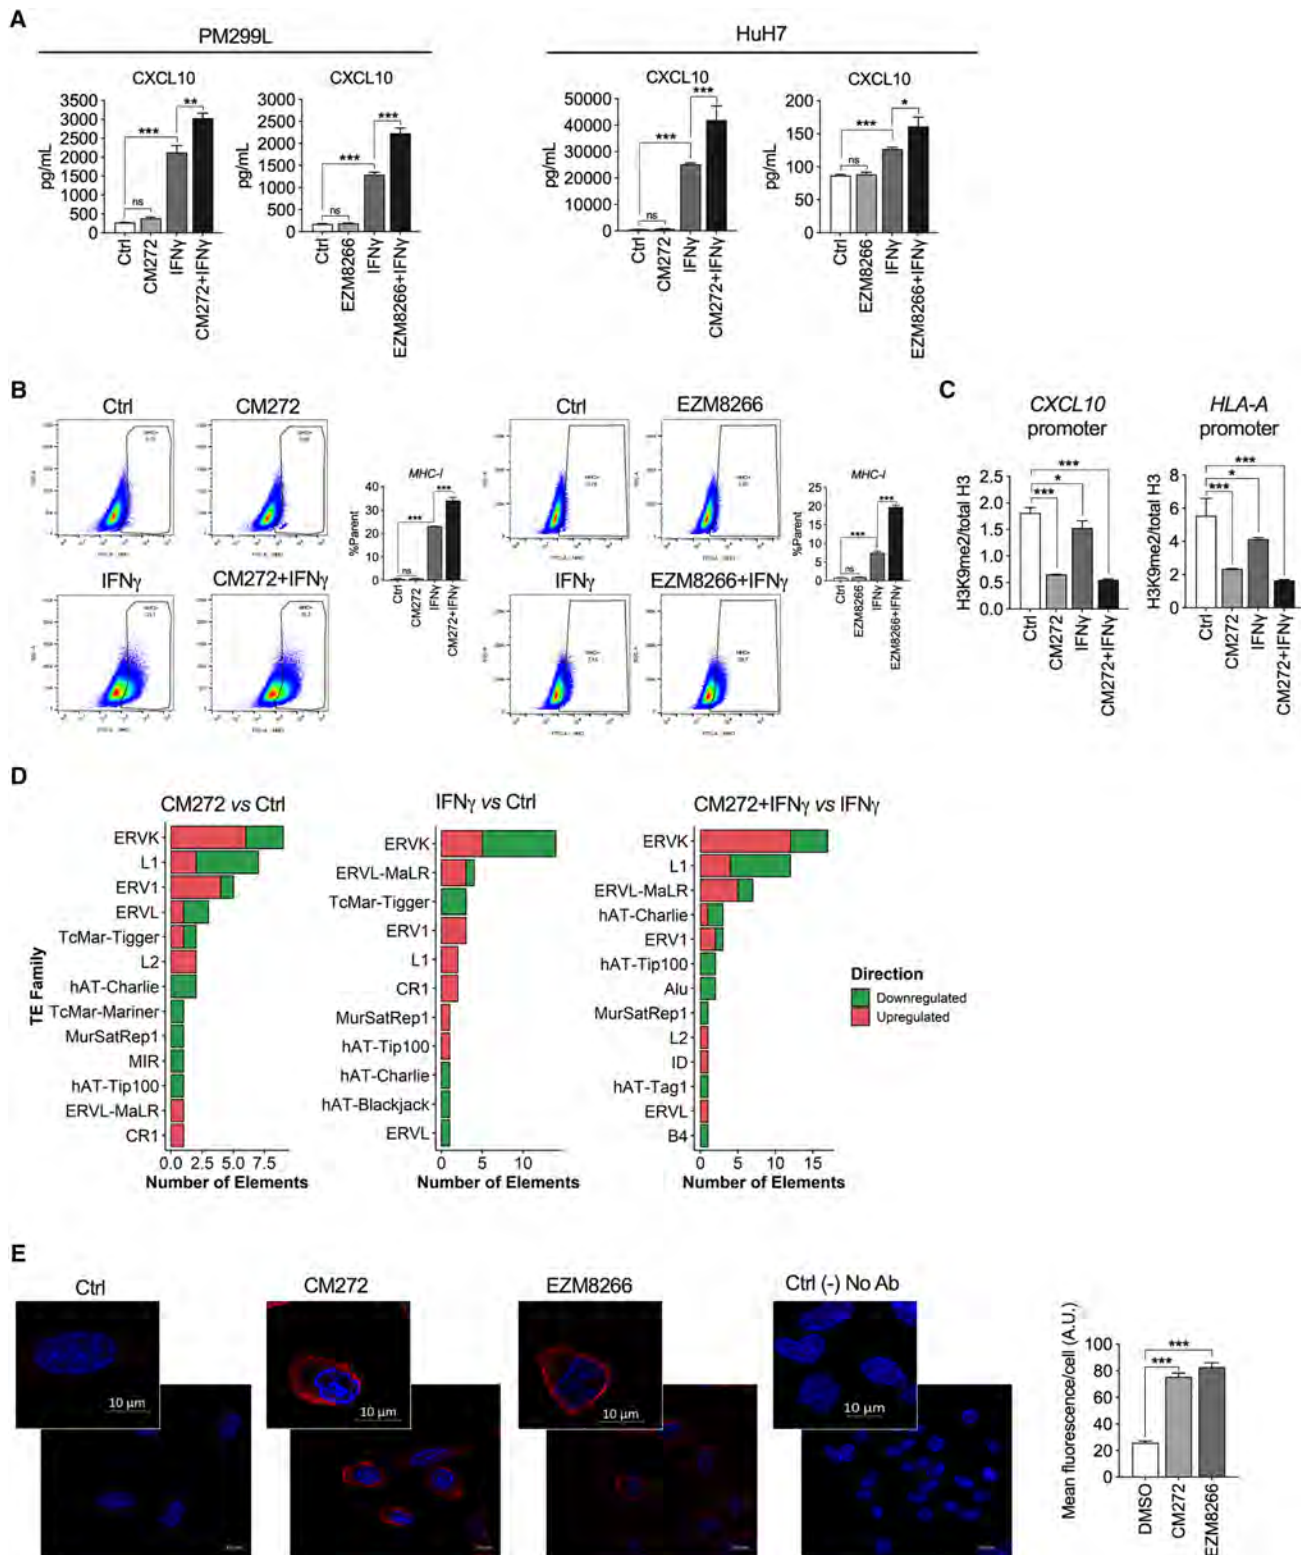 A
PM299L
HuH7
CXCL10
CXCL10
CXCL10
CXCL10
pg/mL
3500
3000
2500
2000
1500
1000
500
0
ns
***
**
Ctrl
CM272
IFNγ
CM272+IFNγ
pg/mL
3000
2500
2000
1500
1000
500
0
ns
***
***
Ctrl
EZM8266
IFNγ
EZM8266+IFNγ
pg/mL
50000
40000
30000
20000
10000
0
ns
***
***
Ctrl
CM272
IFNγ
CM272+IFNγ
pg/mL
200
150
100
50
0
ns
***
*
Ctrl
EZM8266
IFNγ
EZM8266+IFNγ
B
Ctrl
CM272
IFNγ
CM272+IFNγ
MHC-I
%Parent
40
30
20
10
0
ns
***
***
Ctrl
CM272
IFNγ
CM272+IFNγ
Ctrl
EZM8266
IFNγ
EZM8266+IFNγ
MHC-I
%Parent
25
20
15
10
5
0
ns
***
***
Ctrl
EZM8266
IFNγ
EZM8266+IFNγ
C
CXCL10
promoter
H3K9me2/total H3
2.5
2.0
1.5
1.0
0.5
0.0
***
*
***
Ctrl
CM272
IFNγ
CM272+IFNγ
HLA-A
promoter
H3K9me2/total H3
8
6
4
2
0
***
*
***
Ctrl
CM272
IFNγ
CM272+IFNγ
D
CM272 vs Ctrl
TE Family
ERVK
L1
ERV1
ERVL
TcMar-Tigger
L2
hAT-Charlie
TcMar-Mariner
MurSatRep1
MIR
hAT-Tip100
ERVL-MaLR
CR1
0.0 2.5 5.0 7.5
Number of Elements
IFNγ vs Ctrl
ERVK
ERVL-MaLR
TcMar-Tigger
ERV1
L1
CR1
MurSatRep1
hAT-Tip100
hAT-Charlie
hAT-Blackjack
ERVL
0 5 10
Number of Elements
CM272+IFNγ vs IFNγ
ERVK
L1
ERVL-MaLR
hAT-Charlie
ERV1
hAT-Tip100
Alu
MurSatRep1
L2
ID
hAT-Tag1
ERVL
B4
0 5 10 15
Number of Elements
Direction
Downregulated
Upregulated
E
Ctrl
10 µm
CM272
10 µm
EZM8266
10 µm
Ctrl (-) No Ab
10 µm
Mean fluorescence/cell (A.U.)
100
80
60
40
20
0
***
***
DMSO
CM272
EZM8266